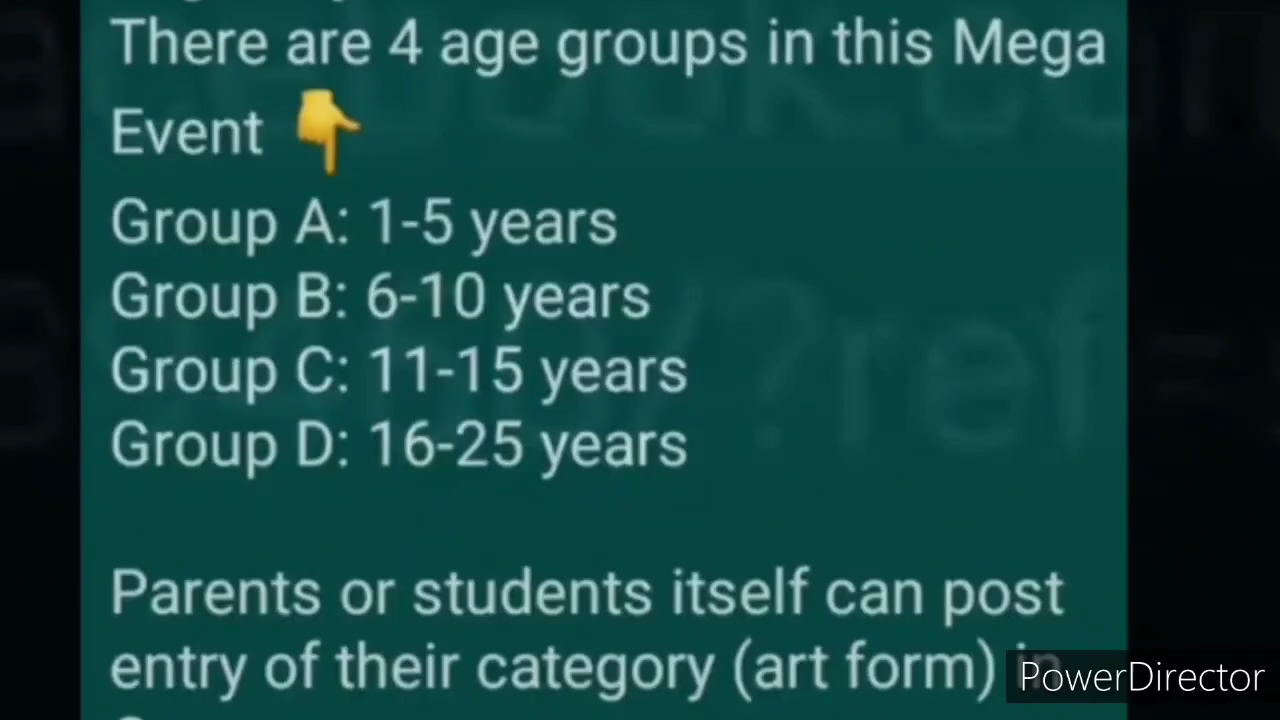 There are 4 age groups in this Mega
Event 👇
Group A: 1-5 years
Group B: 6-10 years
Group C: 11-15 years
Group D: 16-25 years
Parents or students itself can post
entry of their category (art form) in
PowerDirector
?ref=